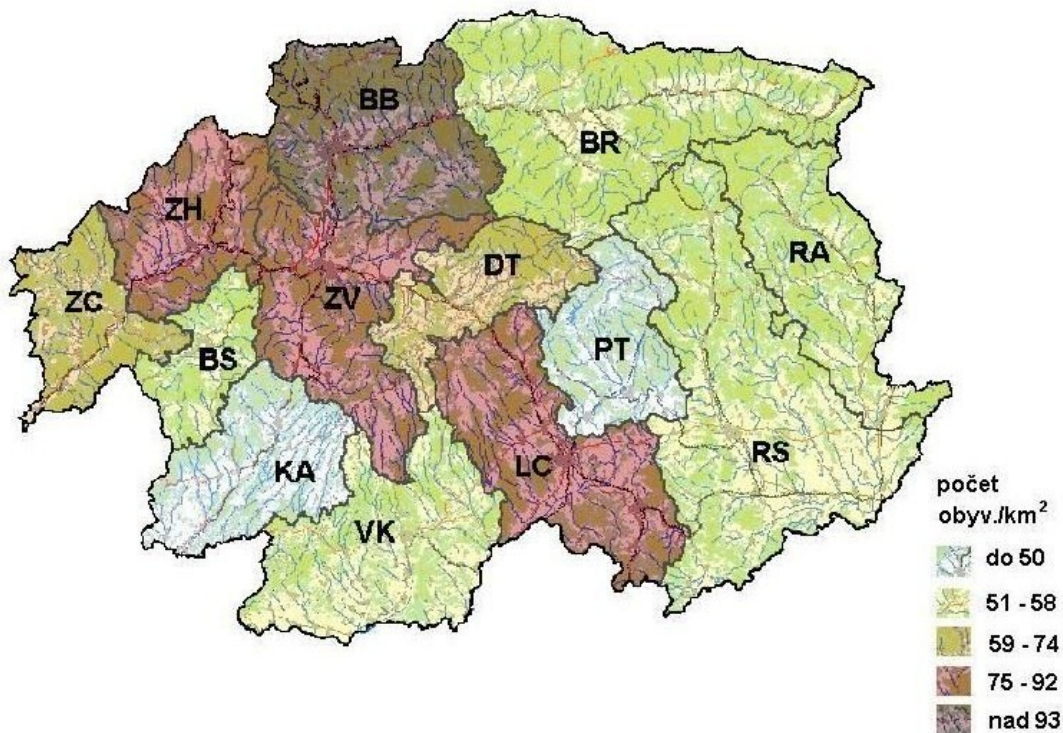 BB
BR
ZH
RA
DT
ZC
ZV
BS
PT
RS
KA
LC
VK
počet
obyv./km²
do 50
51 - 58
59 - 74
75 - 92
nad 93